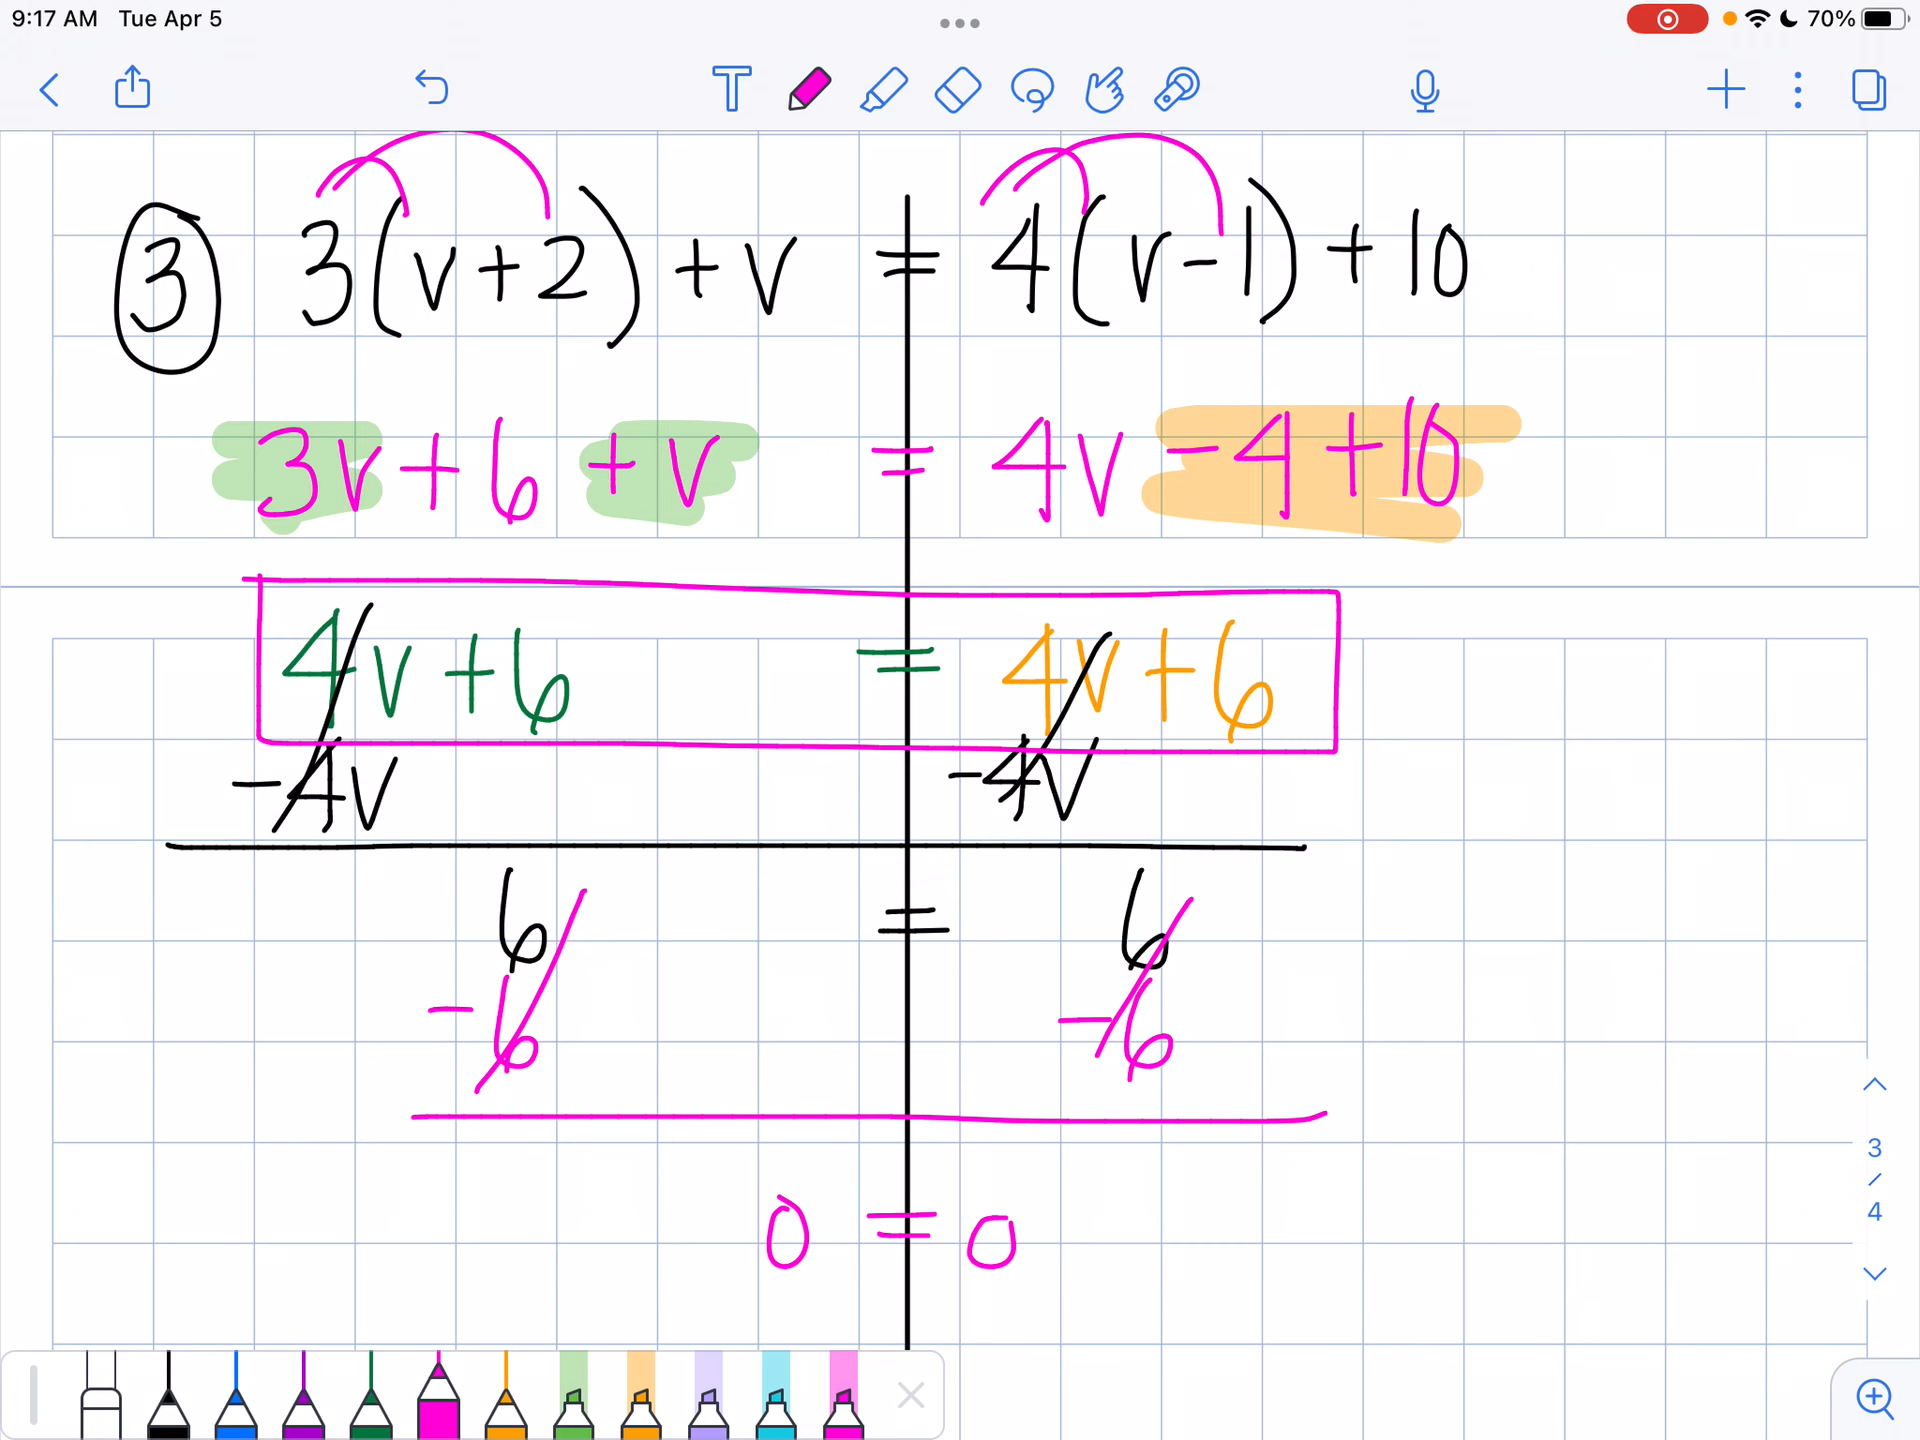 9:17 AM Tue Apr 5 70%
T
3 3(v+2)+v = 4(v-1)+10
3v+6+v = 4v-4+10
4v+6 = 4v+6
-4v -4v
6 = 6
-6 -6
0 = 0
3
/
4